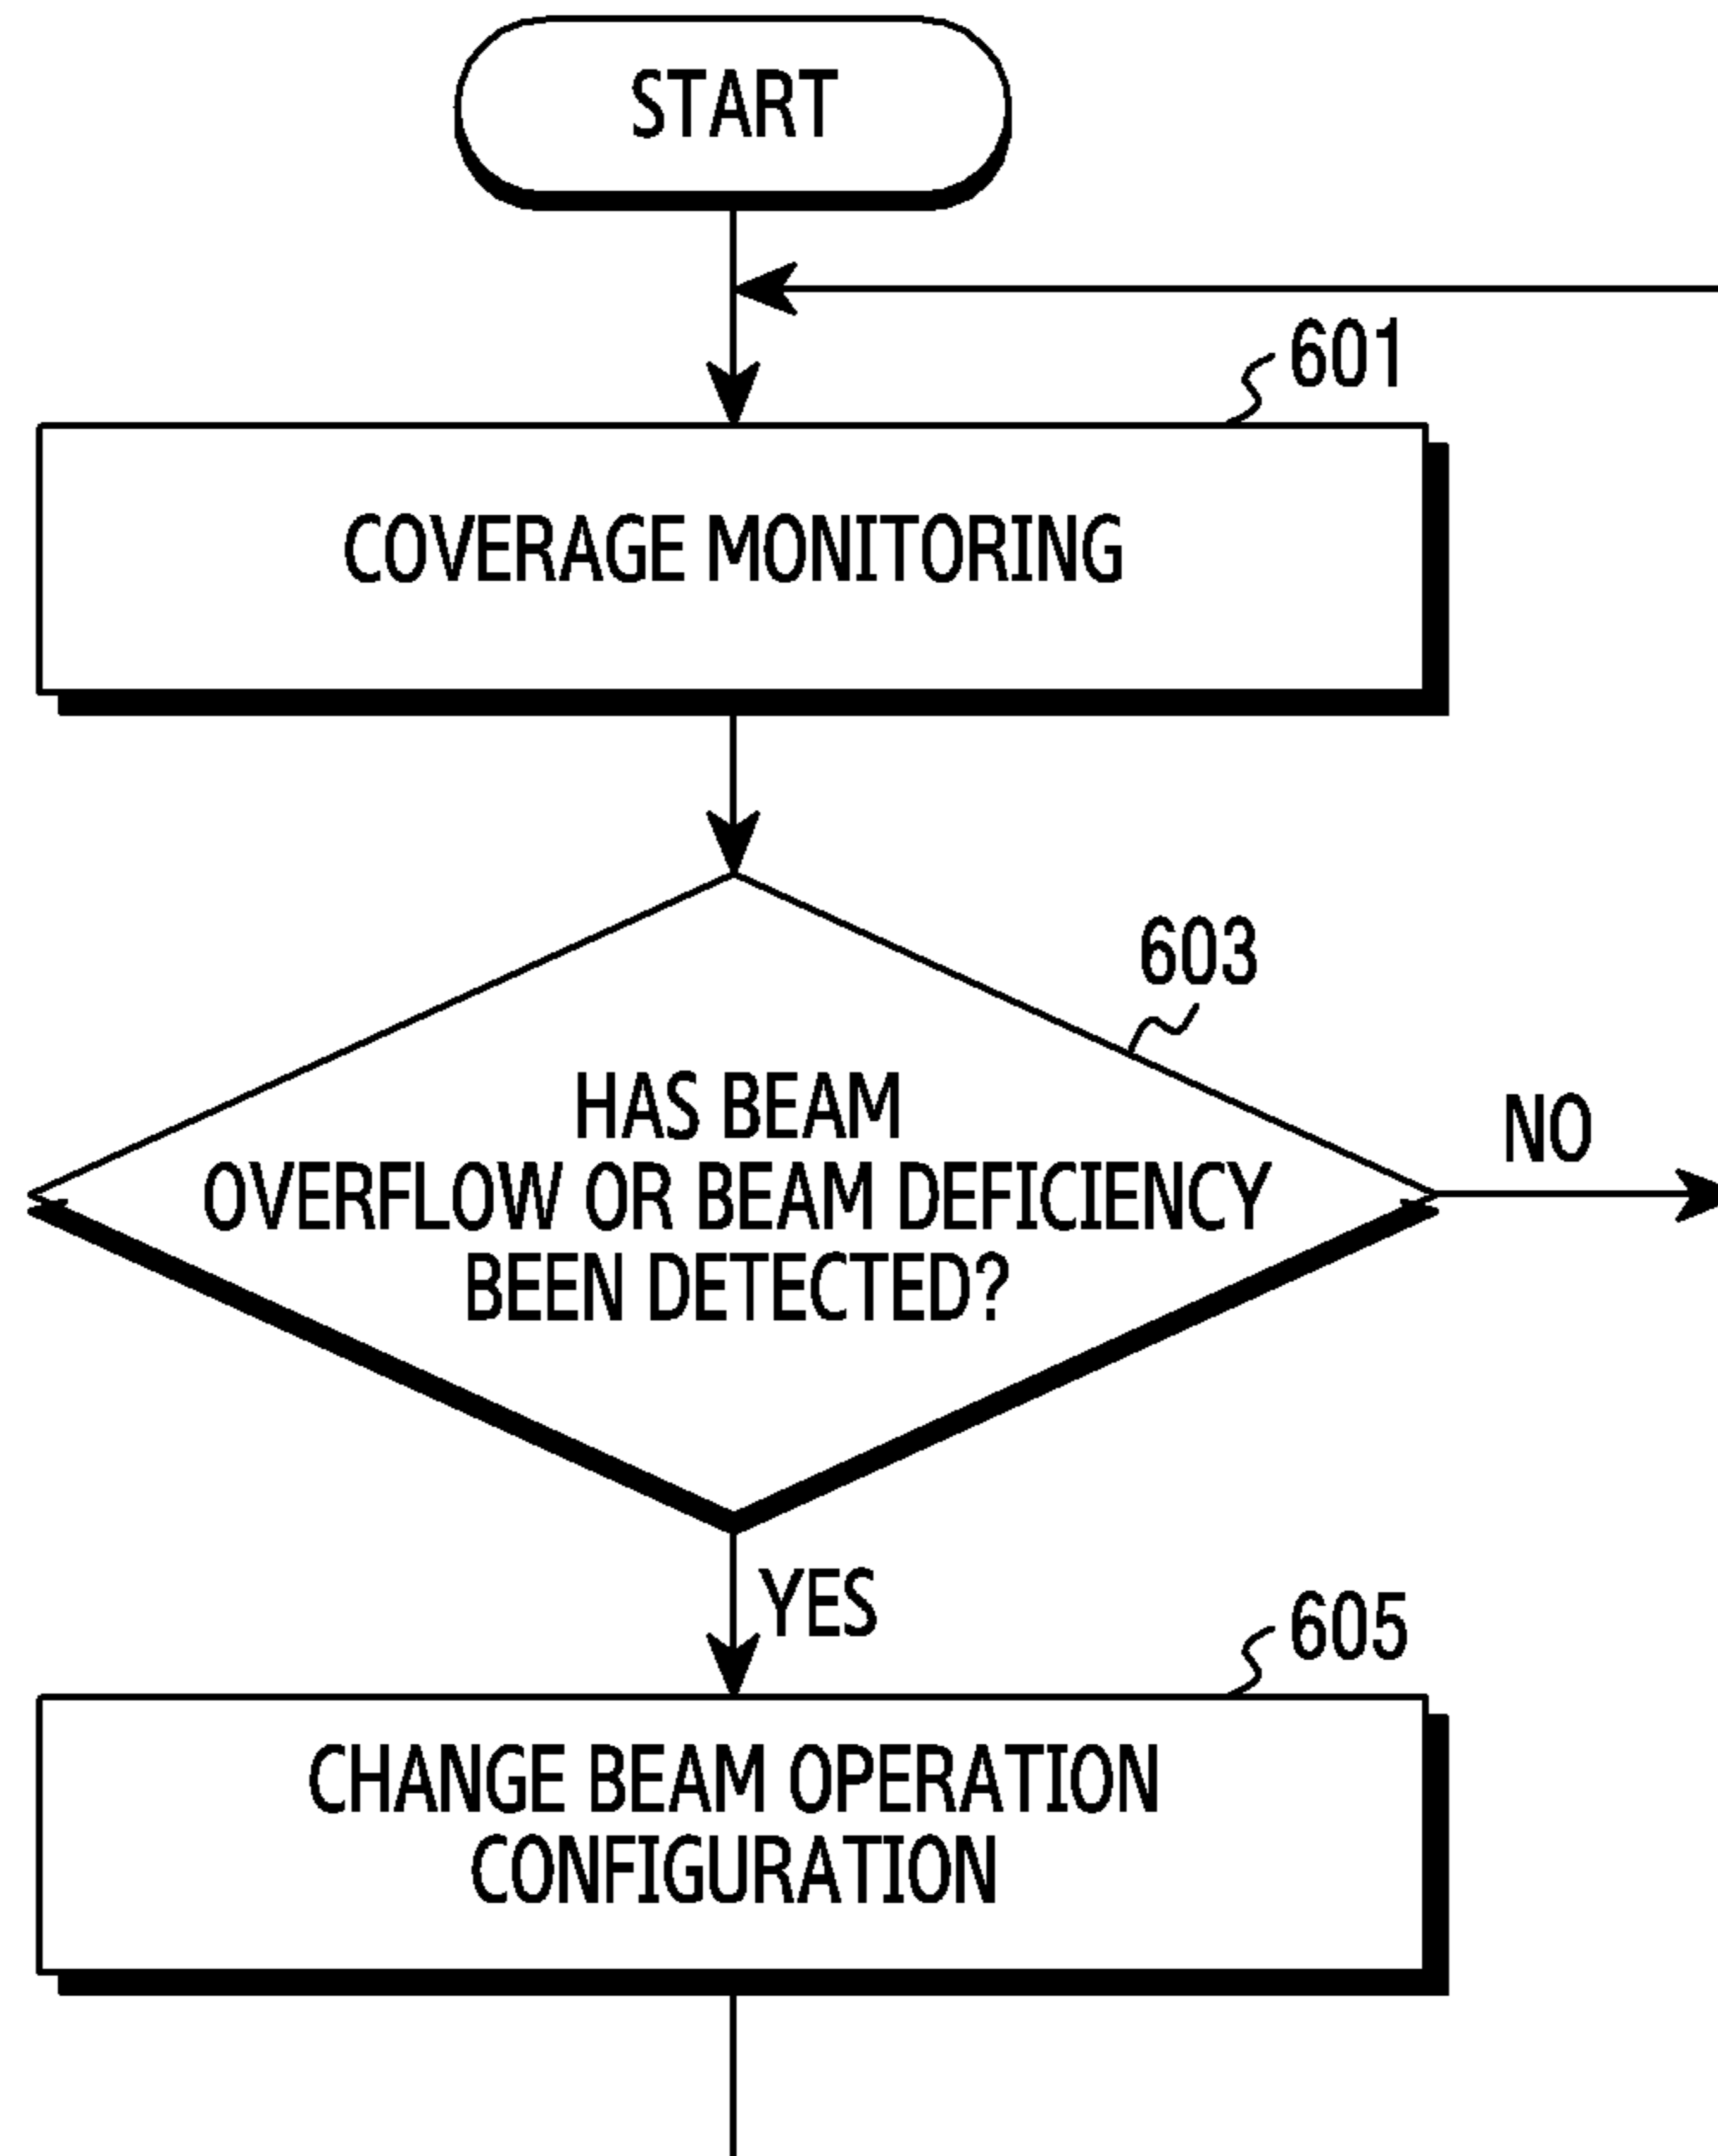 START
601
COVERAGE MONITORING
603
HAS BEAM
OVERFLOW OR BEAM DEFICIENCY
BEEN DETECTED?
NO
YES
605
CHANGE BEAM OPERATION
CONFIGURATION